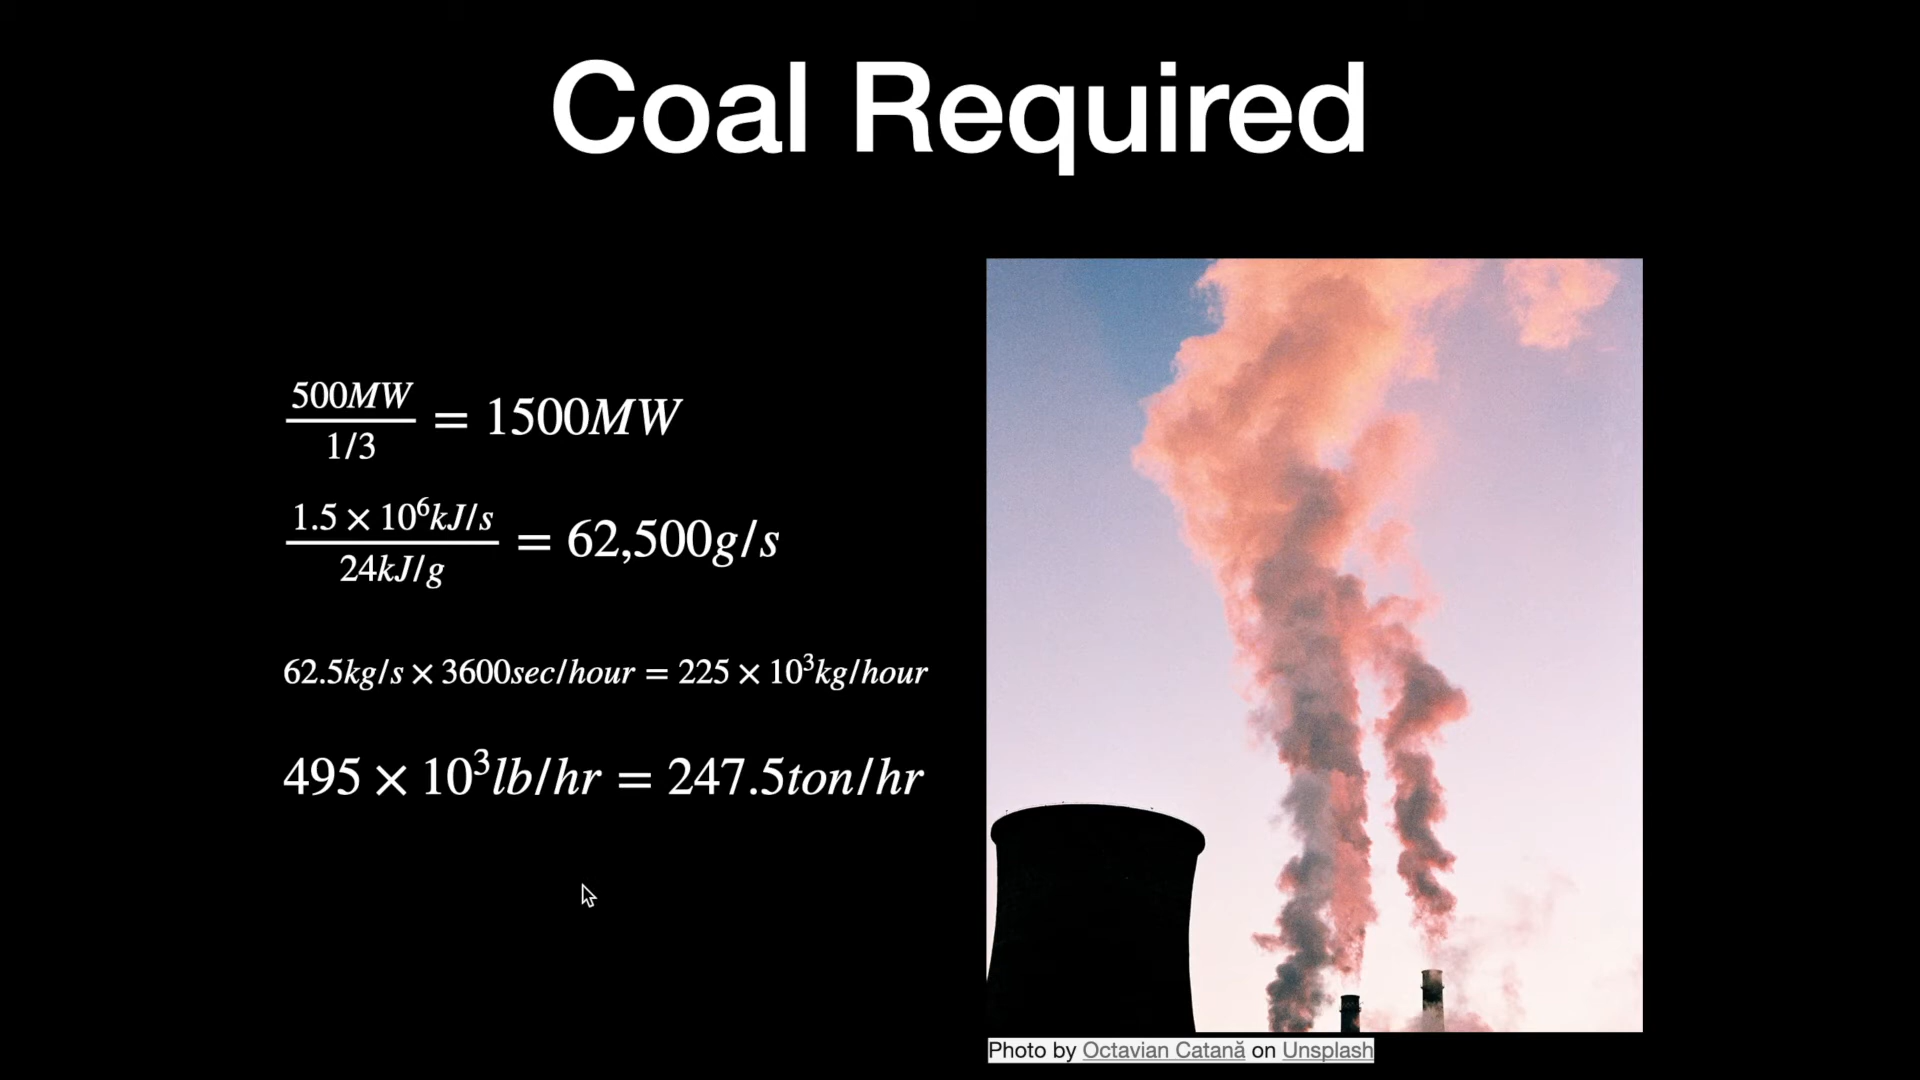 Coal Required
500MW / 1/3 = 1500MW
1.5 × 10⁶kJ/s / 24kJ/g = 62,500g/s
62.5kg/s × 3600sec/hour = 225 × 10³kg/hour
495 × 10³lb/hr = 247.5ton/hr
Photo by Octavian Catană on Unsplash